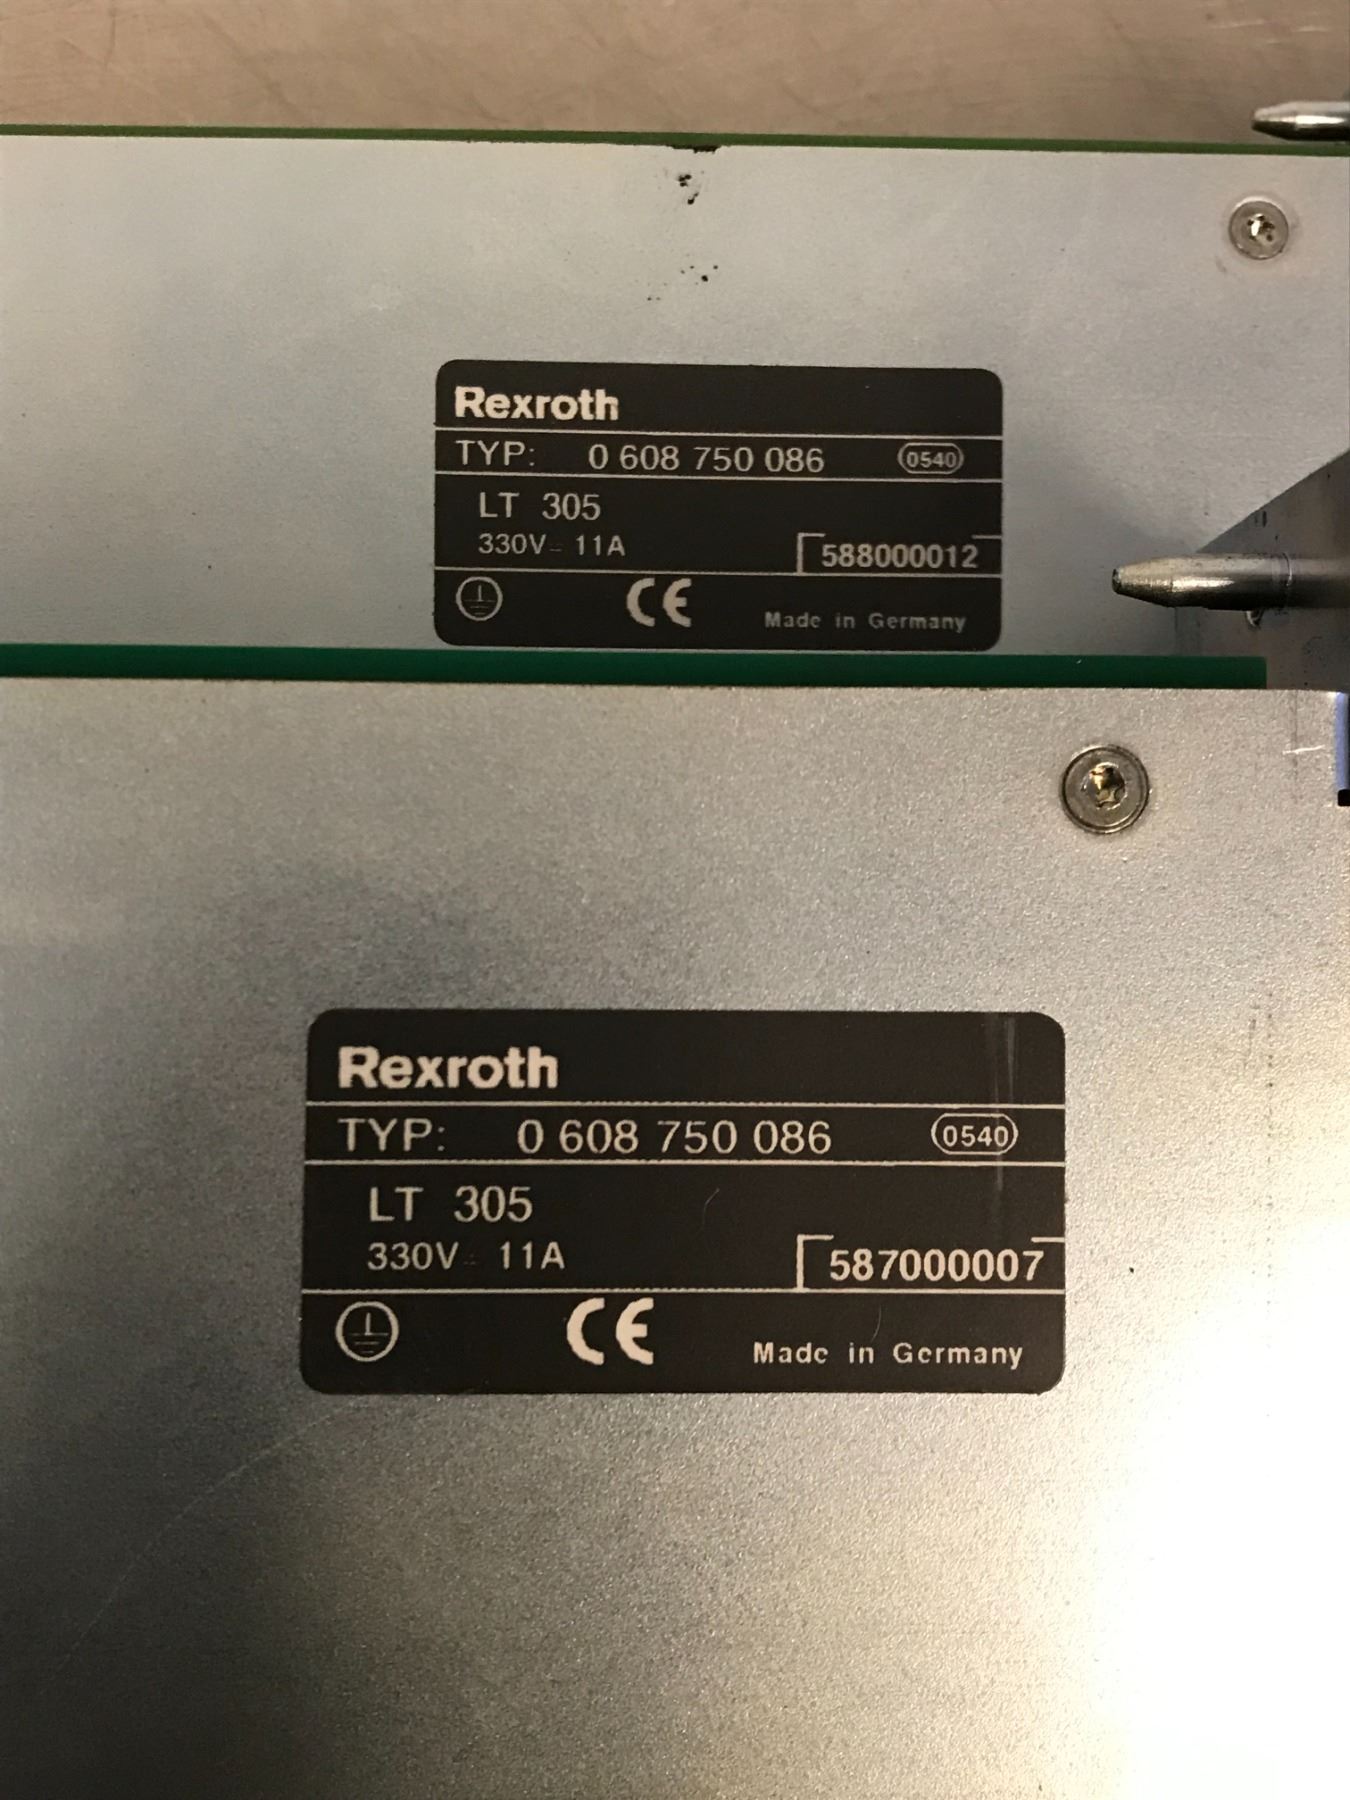 Rexroth
TYP: 0 608 750 086 0540
LT 305
330V⎓ 11A 588000012
CE Made in Germany
Rexroth
TYP: 0 608 750 086 0540
LT 305
330V⎓ 11A 587000007
CE Made in Germany